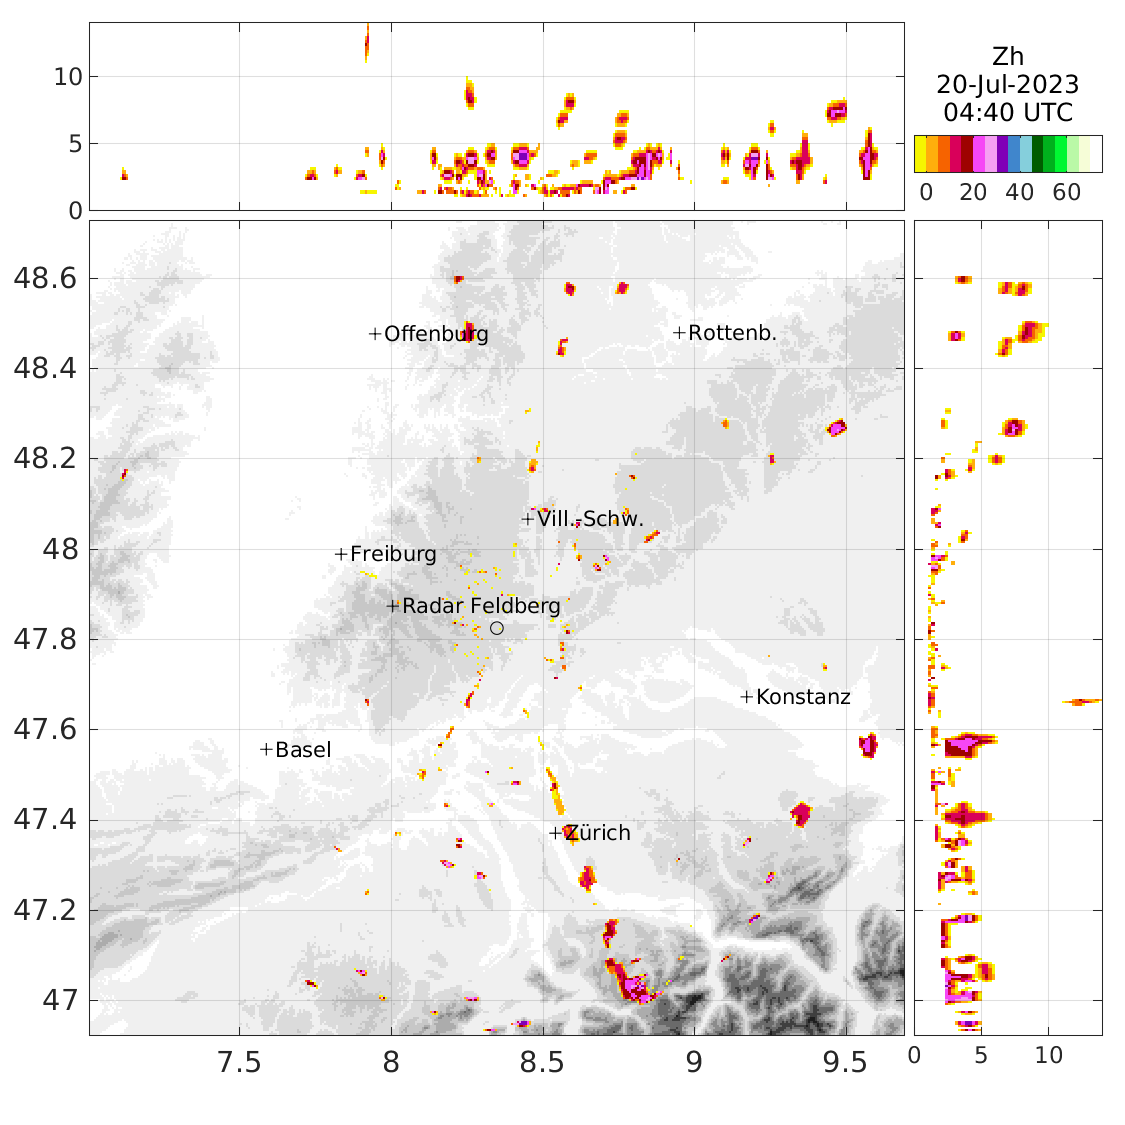 Zh
20-Jul-2023
04:40 UTC
0 20 40 60
10
5
0
48.6
48.4
48.2
48
47.8
47.6
47.4
47.2
47
Offenburg
Rottenb.
Vill.-Schw.
Freiburg
Radar Feldberg
Konstanz
Basel
Zürich
7.5 8 8.5 9 9.5
0 5 10